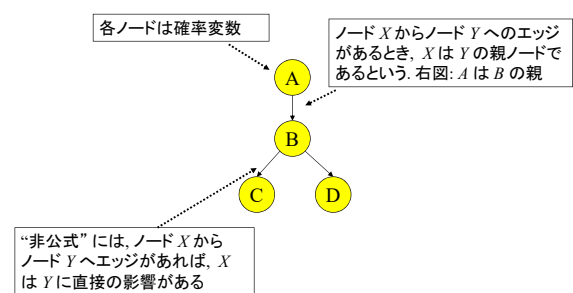 各ノードは確率変数
ノード X からノード Y へのエッジ
があるとき, X は Y の親ノードで
あるという. 右図: A は B の親
A
B
C
D
“非公式” には, ノード X から
ノード Y へエッジがあれば, X
は Y に直接の影響がある